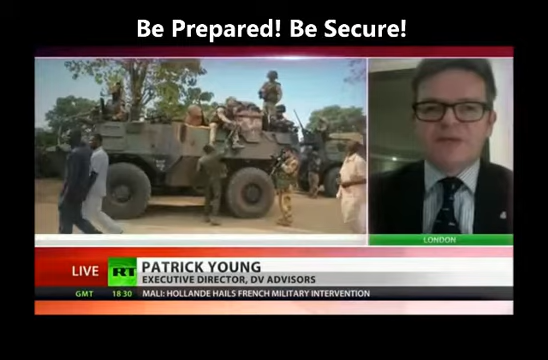 Be Prepared! Be Secure!
LONDON
LIVE RT PATRICK YOUNG
EXECUTIVE DIRECTOR, DV ADVISORS
GMT 18 30 MALI: HOLLANDE HAILS FRENCH MILITARY INTERVENTION